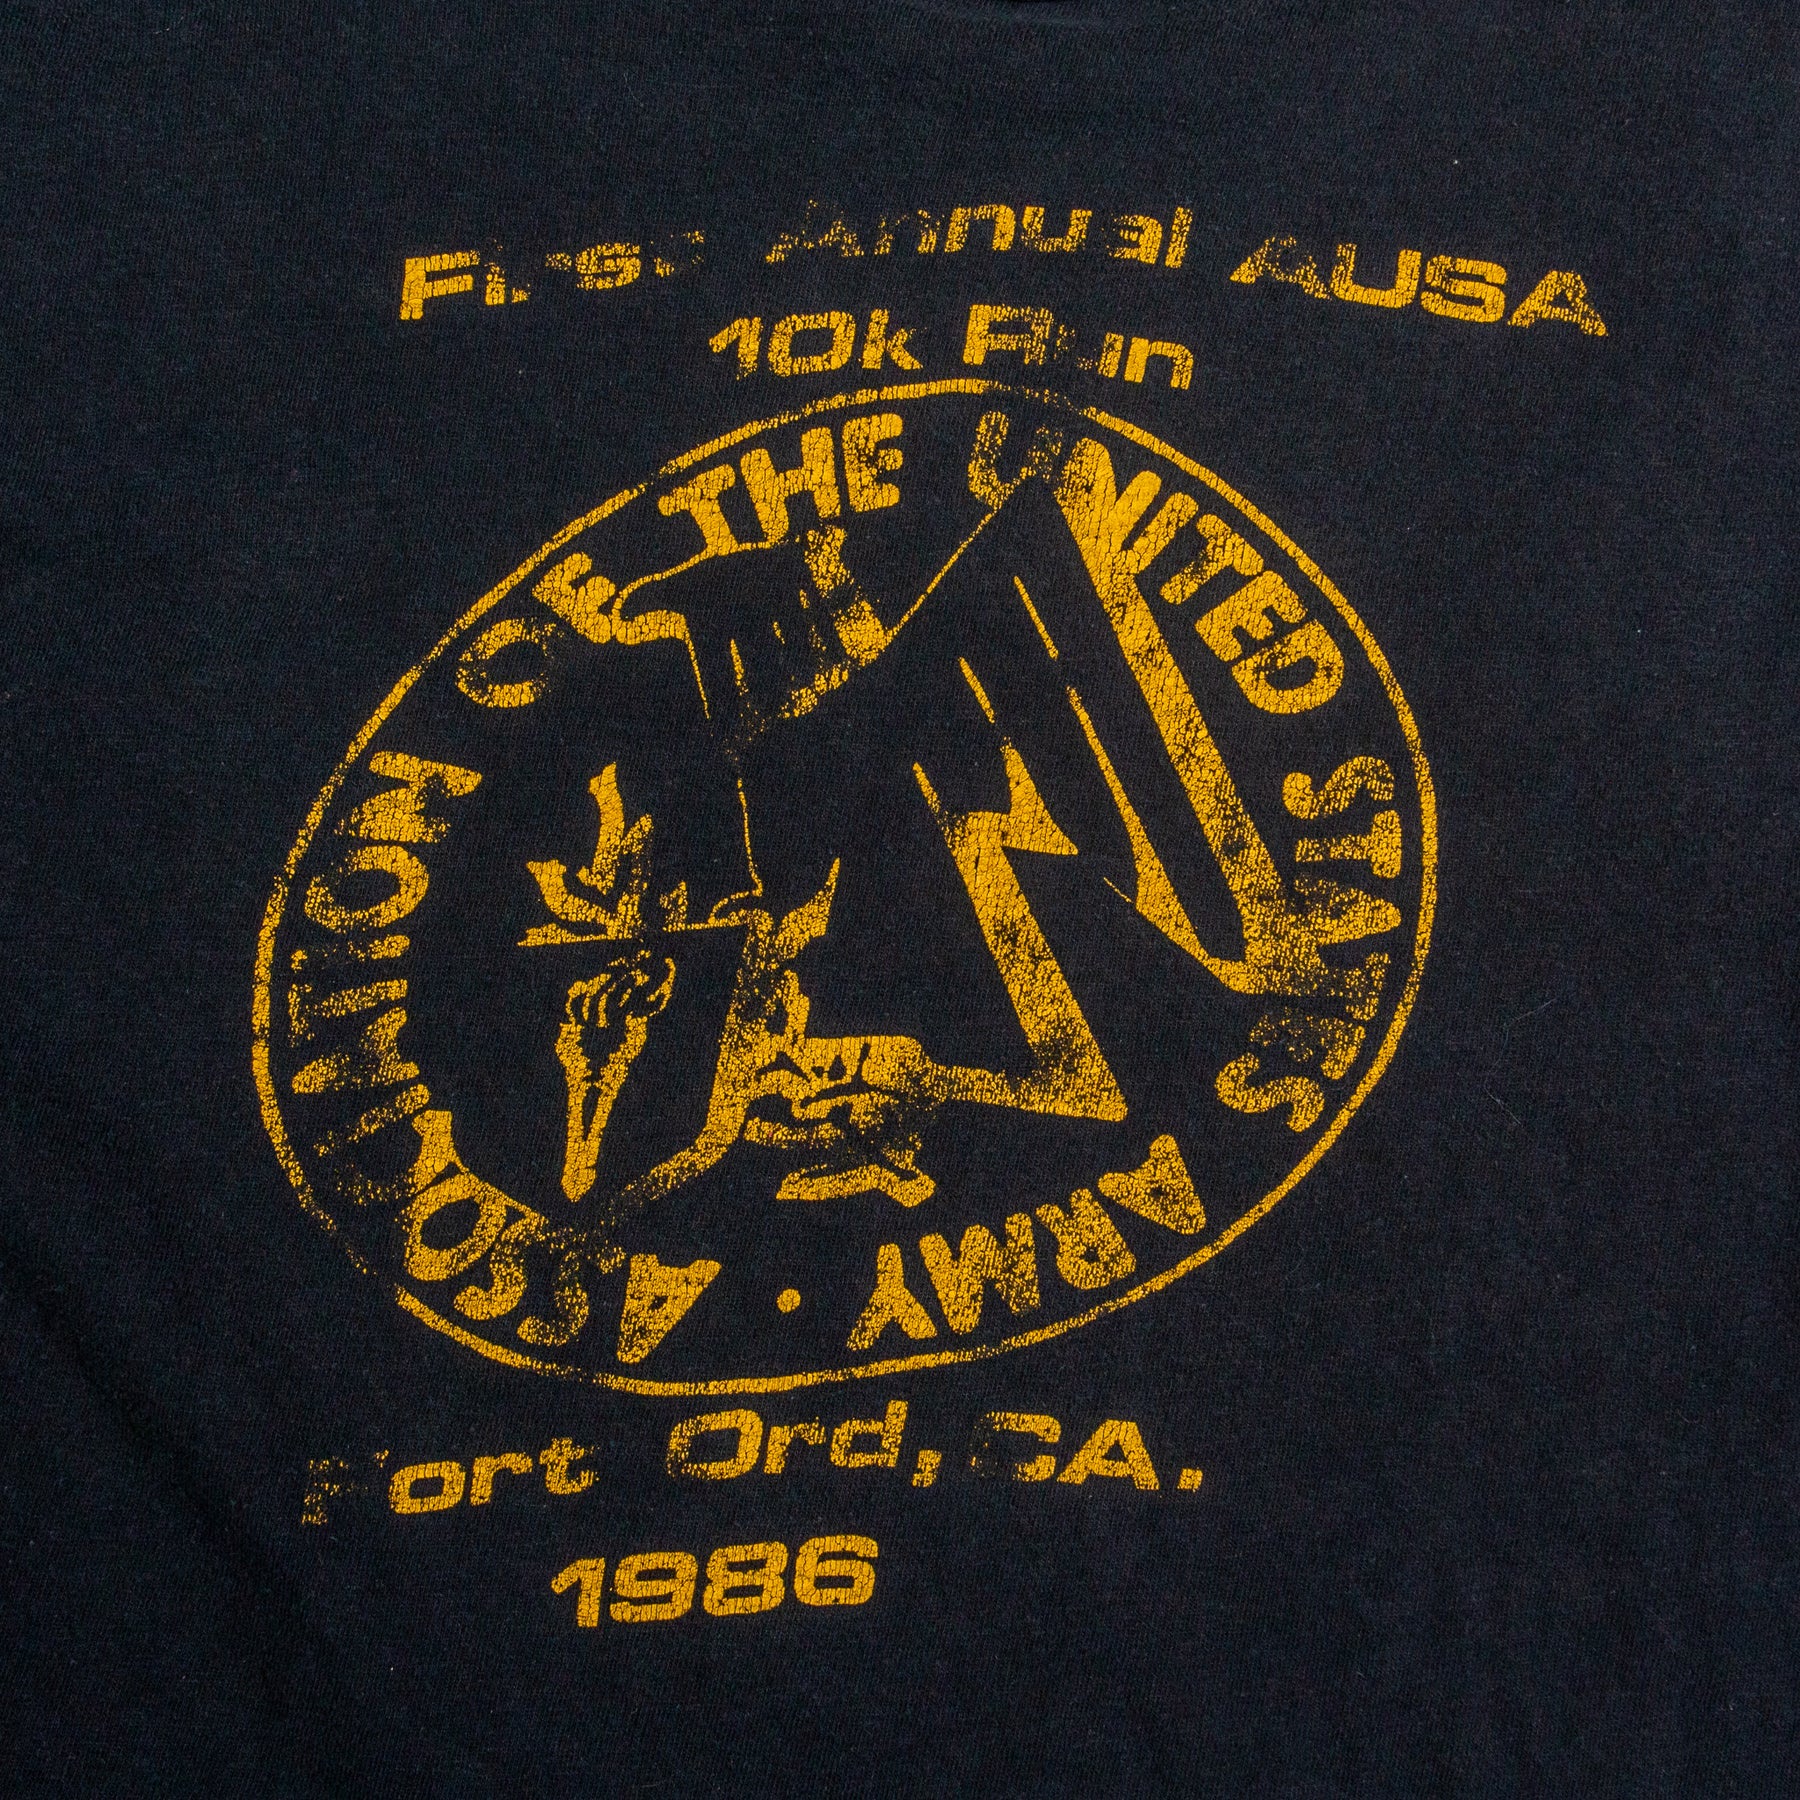 First Annual AUSA
10k Run
ASSOCIATION OF THE UNITED STATES ARMY •
Fort Ord, CA.
1986